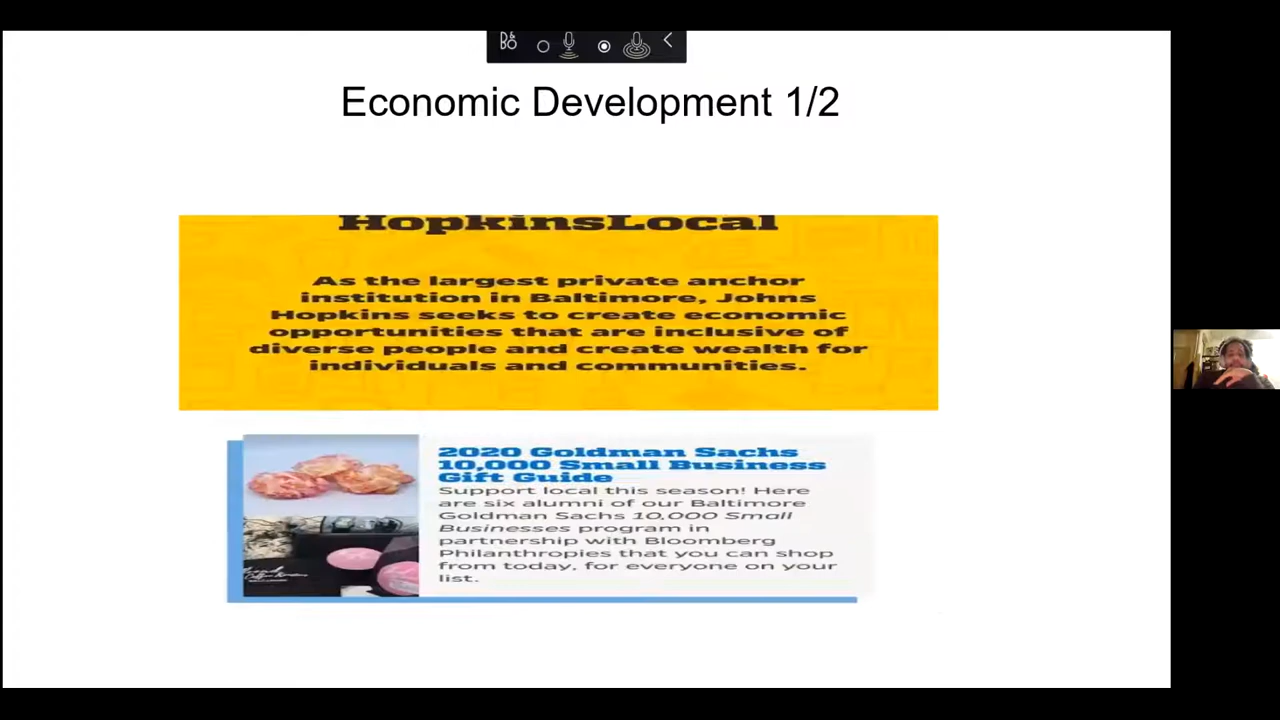 B&O
Economic Development 1/2
HopkinsLocal
As the largest private anchor
institution in Baltimore, Johns
Hopkins seeks to create economic
opportunities that are inclusive of
diverse people and create wealth for
individuals and communities.
2020 Goldman Sachs
10,000 Small Business
Gift Guide
Support local this season! Here
are six alumni of our Baltimore
Goldman Sachs 10,000 Small
Businesses program in
partnership with Bloomberg
Philanthropies that you can shop
from today, for everyone on your
list.